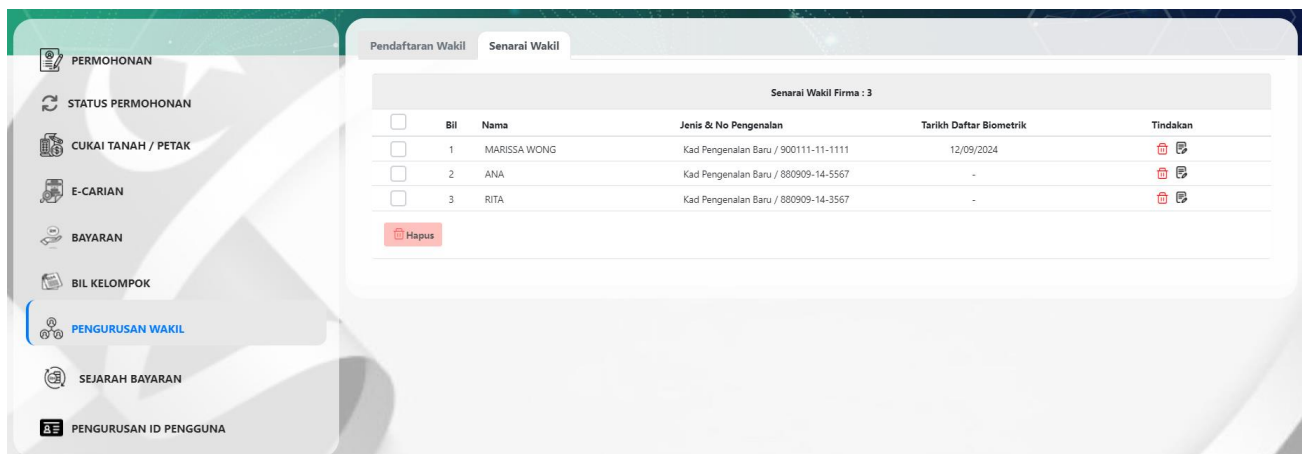 PERMOHONAN
STATUS PERMOHONAN
CUKAI TANAH / PETAK
E-CARIAN
BAYARAN
BIL KELOMPOK
PENGURUSAN WAKIL
SEJARAH BAYARAN
PENGURUSAN ID PENGGUNA
Pendaftaran Wakil Senarai Wakil
Senarai Wakil Firma : 3
Bil Nama Jenis & No Pengenalan Tarikh Daftar Biometrik Tindakan
1 MARISSA WONG Kad Pengenalan Baru / 900111-11-1111 12/09/2024
2 ANA Kad Pengenalan Baru / 880909-14-5567 -
3 RITA Kad Pengenalan Baru / 880909-14-3567 -
Hapus